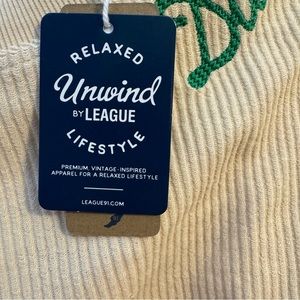 RELAXED
Unwind
BY LEAGUE
LIFESTYLE
PREMIUM, VINTAGE-INSPIRED
APPAREL FOR A RELAXED LIFESTYLE
LEAGUE91.COM